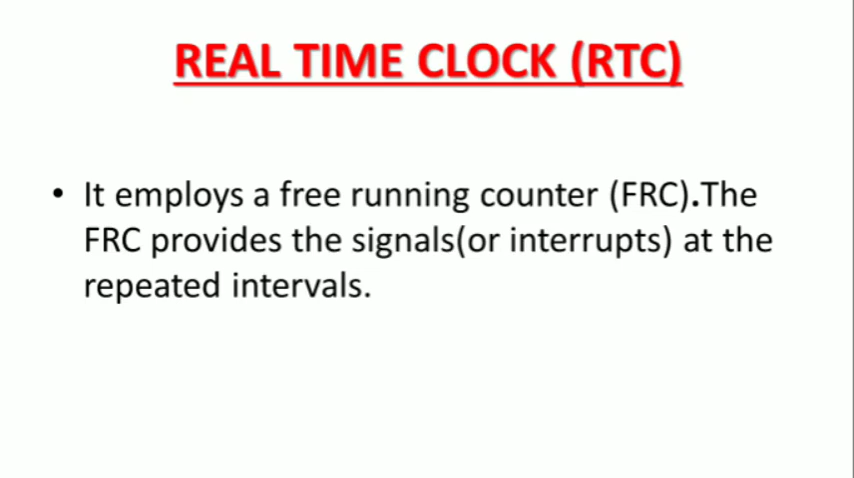 REAL TIME CLOCK (RTC)
• It employs a free running counter (FRC).The
FRC provides the signals(or interrupts) at the
repeated intervals.